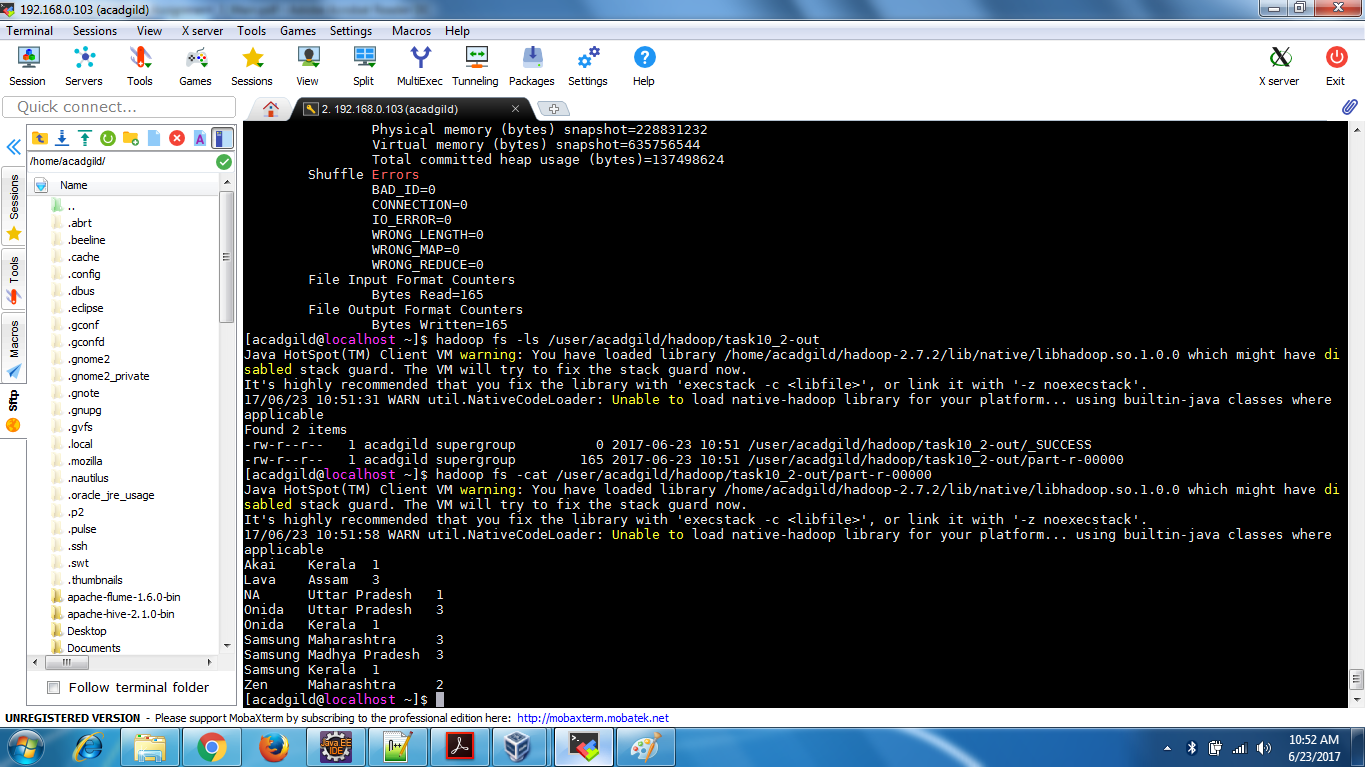 192.168.0.103 (acadgild)
Terminal Sessions View X server Tools Games Settings Macros Help
Session Servers Tools Games Sessions View Split MultiExec Tunneling Packages Settings Help X server Exit
Quick connect...
2. 192.168.0.103 (acadgild)
/home/acadgild/
Name
..
.abrt
.beeline
.cache
.config
.dbus
.eclipse
.gconf
.gconfd
.gnome2
.gnome2_private
.gnote
.gnupg
.gvfs
.local
.mozilla
.nautilus
.oracle_jre_usage
.p2
.pulse
.ssh
.swt
.thumbnails
apache-flume-1.6.0-bin
apache-hive-2.1.0-bin
Desktop
Documents
Follow terminal folder
Sessions
Tools
Macros
Sftp
Physical memory (bytes) snapshot=228831232
Virtual memory (bytes) snapshot=635756544
Total committed heap usage (bytes)=137498624
Shuffle Errors
BAD_ID=0
CONNECTION=0
IO_ERROR=0
WRONG_LENGTH=0
WRONG_MAP=0
WRONG_REDUCE=0
File Input Format Counters
Bytes Read=165
File Output Format Counters
Bytes Written=165
[acadgild@localhost ~]$ hadoop fs -ls /user/acadgild/hadoop/task10_2-out
Java HotSpot(TM) Client VM warning: You have loaded library /home/acadgild/hadoop-2.7.2/lib/native/libhadoop.so.1.0.0 which might have di
sabled stack guard. The VM will try to fix the stack guard now.
It's highly recommended that you fix the library with 'execstack -c <libfile>', or link it with '-z noexecstack'.
17/06/23 10:51:31 WARN util.NativeCodeLoader: Unable to load native-hadoop library for your platform... using builtin-java classes where
applicable
Found 2 items
-rw-r--r--   1 acadgild supergroup          0 2017-06-23 10:51 /user/acadgild/hadoop/task10_2-out/_SUCCESS
-rw-r--r--   1 acadgild supergroup        165 2017-06-23 10:51 /user/acadgild/hadoop/task10_2-out/part-r-00000
[acadgild@localhost ~]$ hadoop fs -cat /user/acadgild/hadoop/task10_2-out/part-r-00000
Java HotSpot(TM) Client VM warning: You have loaded library /home/acadgild/hadoop-2.7.2/lib/native/libhadoop.so.1.0.0 which might have di
sabled stack guard. The VM will try to fix the stack guard now.
It's highly recommended that you fix the library with 'execstack -c <libfile>', or link it with '-z noexecstack'.
17/06/23 10:51:58 WARN util.NativeCodeLoader: Unable to load native-hadoop library for your platform... using builtin-java classes where
applicable
Akai    Kerala  1
Lava    Assam   3
NA      Uttar Pradesh   1
Onida   Uttar Pradesh   3
Onida   Kerala  1
Samsung Maharashtra     3
Samsung Madhya Pradesh  3
Samsung Kerala  1
Zen     Maharashtra     2
[acadgild@localhost ~]$
UNREGISTERED VERSION - Please support MobaXterm by subscribing to the professional edition here: http://mobaxterm.mobatek.net
Java EE IDE
10:52 AM
6/23/2017